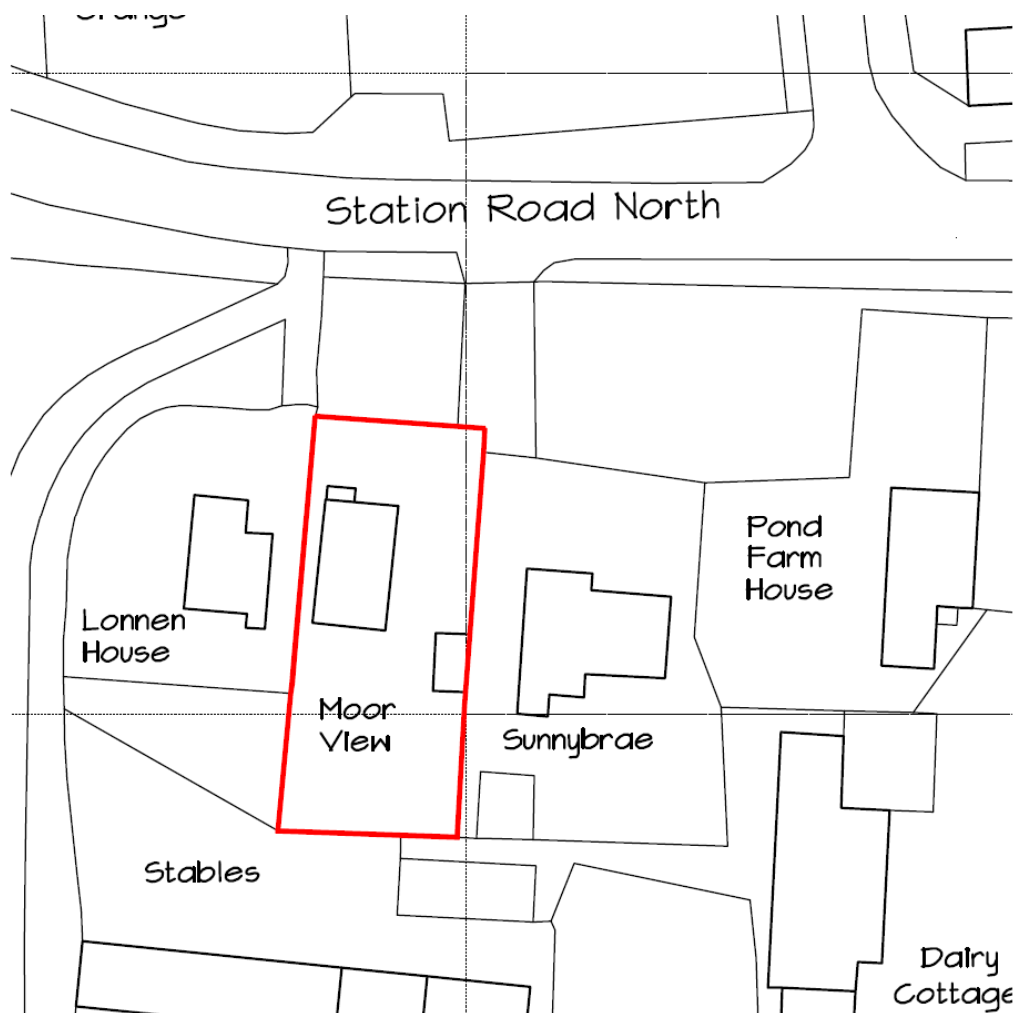 Station Road North
Pond
Farm
House
Lonnen
House
Moor
View
Sunnybrae
Stables
Dairy
Cottage